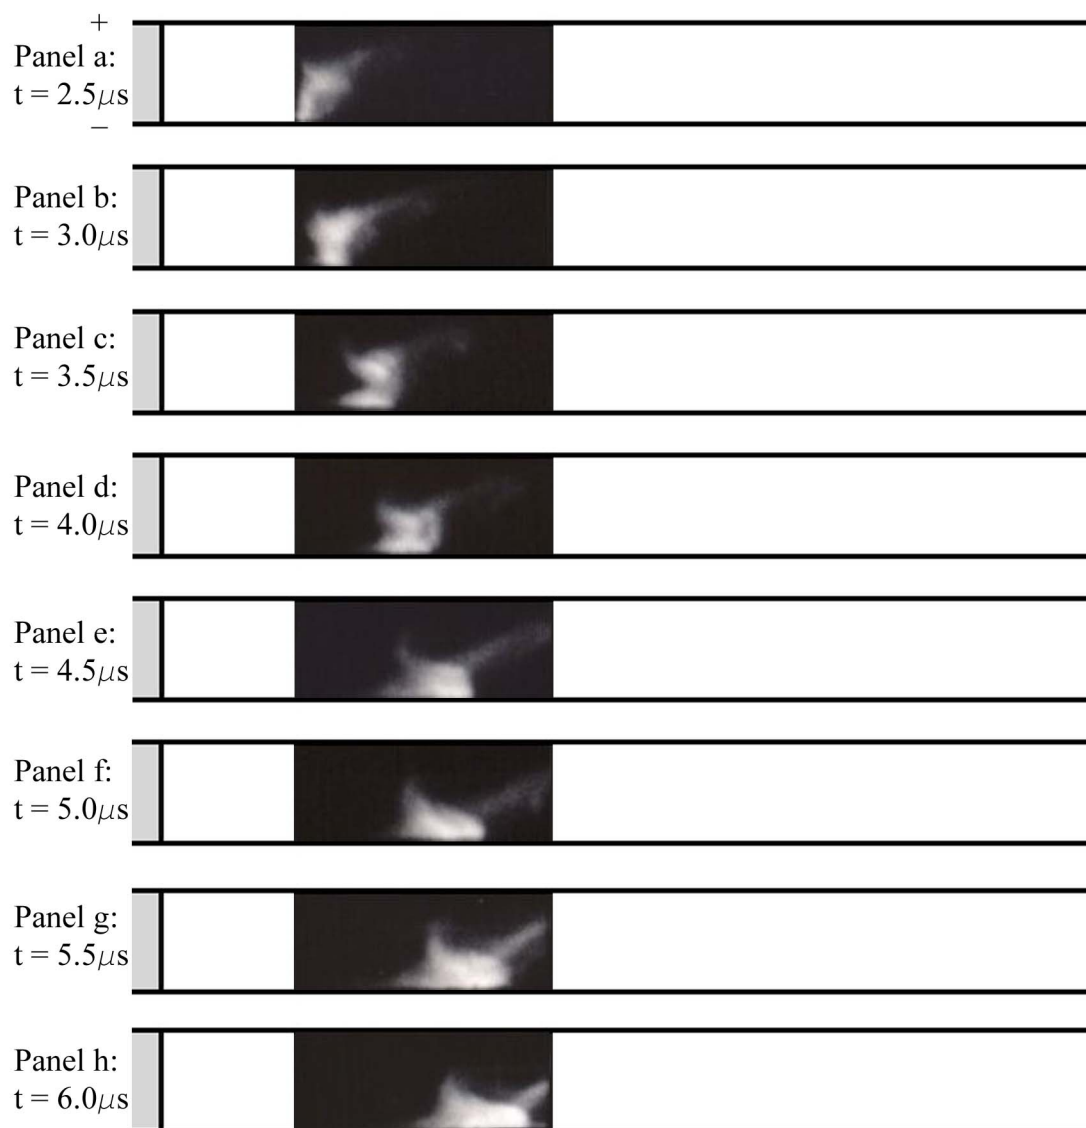 +
Panel a:
t = 2.5μs
−
Panel b:
t = 3.0μs
Panel c:
t = 3.5μs
Panel d:
t = 4.0μs
Panel e:
t = 4.5μs
Panel f:
t = 5.0μs
Panel g:
t = 5.5μs
Panel h:
t = 6.0μs